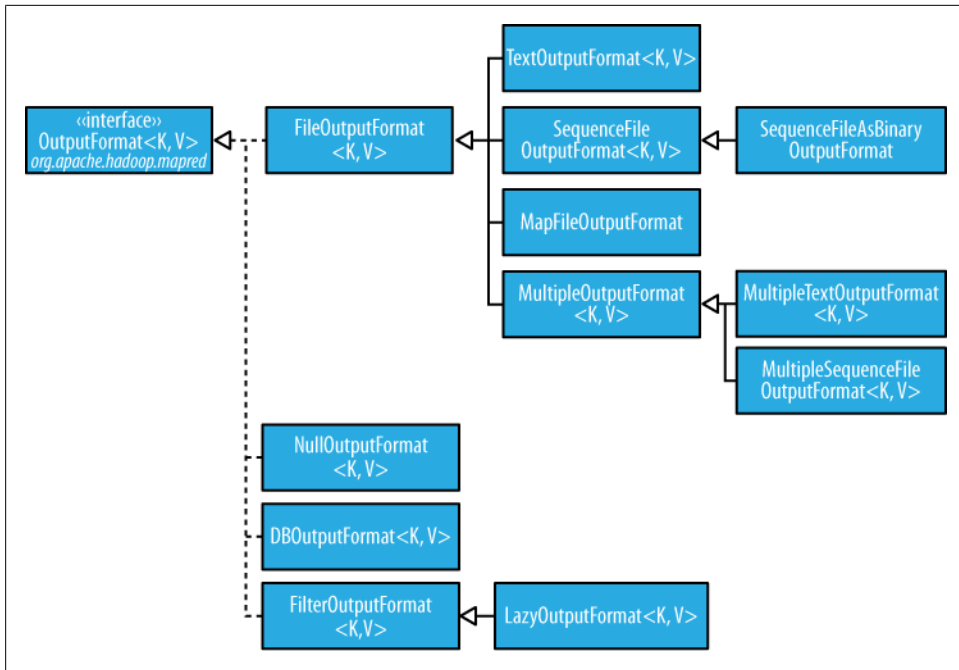 ‹‹interface››
OutputFormat<K, V>
org.apache.hadoop.mapred
FileOutputFormat
<K, V>
TextOutputFormat<K, V>
SequenceFile
OutputFormat<K, V>
SequenceFileAsBinary
OutputFormat
MapFileOutputFormat
MultipleOutputFormat
<K, V>
MultipleTextOutputFormat
<K, V>
MultipleSequenceFile
OutputFormat<K, V>
NullOutputFormat
<K, V>
DBOutputFormat<K, V>
FilterOutputFormat
<K,V>
LazyOutputFormat<K, V>